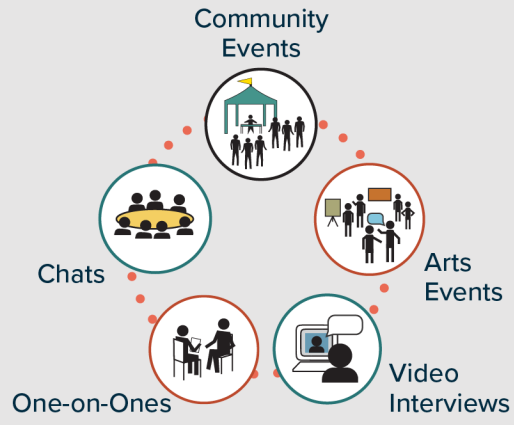 Community
Events
Arts
Events
Chats
Video
Interviews
One-on-Ones